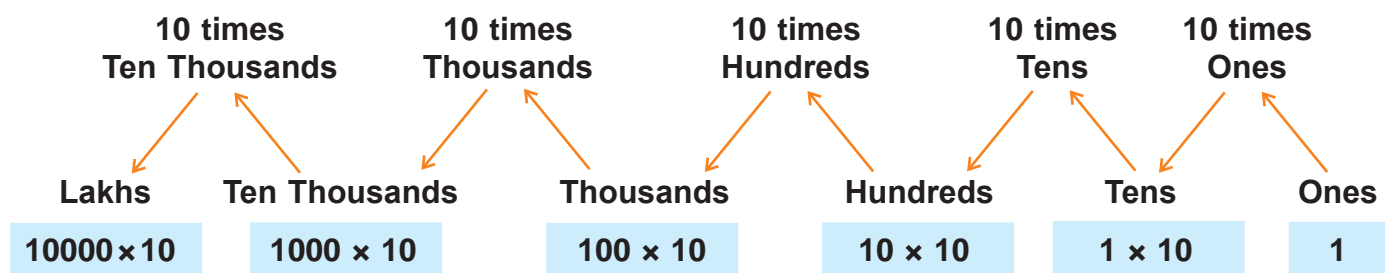 10 times 10 times 10 times 10 times 10 times
Ten Thousands Thousands Hundreds Tens Ones
Lakhs Ten Thousands Thousands Hundreds Tens Ones
10000 × 10 1000 × 10 100 × 10 10 × 10 1 × 10 1